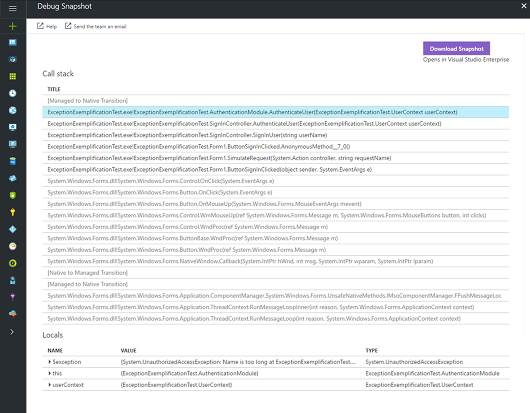 Debug Snapshot
Help
Send the team an email
Download Snapshot
Opens in Visual Studio Enterprise
Call stack
TITLE
[Managed to Native Transition]
ExceptionExemplificationTest.exe!ExceptionExemplificationTest.AuthenticationModule.AuthenticateUser(ExceptionExemplificationTest.UserContext userContext)
ExceptionExemplificationTest.exe!ExceptionExemplificationTest.SignInController.AuthenticateUser(ExceptionExemplificationTest.UserContext userContext)
ExceptionExemplificationTest.exe!ExceptionExemplificationTest.SignInController.SignInUser(string userName)
ExceptionExemplificationTest.exe!ExceptionExemplificationTest.Form1.ButtonSignInClicked.AnonymousMethod__7_0()
ExceptionExemplificationTest.exe!ExceptionExemplificationTest.Form1.SimulateRequest(System.Action controller, string requestName)
ExceptionExemplificationTest.exe!ExceptionExemplificationTest.Form1.ButtonSignInClicked(object sender, System.EventArgs e)
System.Windows.Forms.dll!System.Windows.Forms.Control.OnClick(System.EventArgs e)
System.Windows.Forms.dll!System.Windows.Forms.Button.OnClick(System.EventArgs e)
System.Windows.Forms.dll!System.Windows.Forms.Button.OnMouseUp(System.Windows.Forms.MouseEventArgs mevent)
System.Windows.Forms.dll!System.Windows.Forms.Control.WmMouseUp(ref System.Windows.Forms.Message m, System.Windows.Forms.MouseButtons button, int clicks)
System.Windows.Forms.dll!System.Windows.Forms.Control.WndProc(ref System.Windows.Forms.Message m)
System.Windows.Forms.dll!System.Windows.Forms.ButtonBase.WndProc(ref System.Windows.Forms.Message m)
System.Windows.Forms.dll!System.Windows.Forms.Button.WndProc(ref System.Windows.Forms.Message m)
System.Windows.Forms.dll!System.Windows.Forms.NativeWindow.Callback(System.IntPtr hWnd, int msg, System.IntPtr wparam, System.IntPtr lparam)
[Native to Managed Transition]
[Managed to Native Transition]
System.Windows.Forms.dll!System.Windows.Forms.Application.ComponentManager.System.Windows.Forms.UnsafeNativeMethods.IMsoComponentManager.FPushMessageLoc
System.Windows.Forms.dll!System.Windows.Forms.Application.ThreadContext.RunMessageLoopInner(int reason, System.Windows.Forms.ApplicationContext context)
System.Windows.Forms.dll!System.Windows.Forms.Application.ThreadContext.RunMessageLoop(int reason, System.Windows.Forms.ApplicationContext context)
Locals
NAME VALUE TYPE
$exception {System.UnauthorizedAccessException: Name is too long at ExceptionExemplificationTest.... System.UnauthorizedAccessException
this {ExceptionExemplificationTest.AuthenticationModule} ExceptionExemplificationTest.AuthenticationModule
userContext {ExceptionExemplificationTest.UserContext} ExceptionExemplificationTest.UserContext